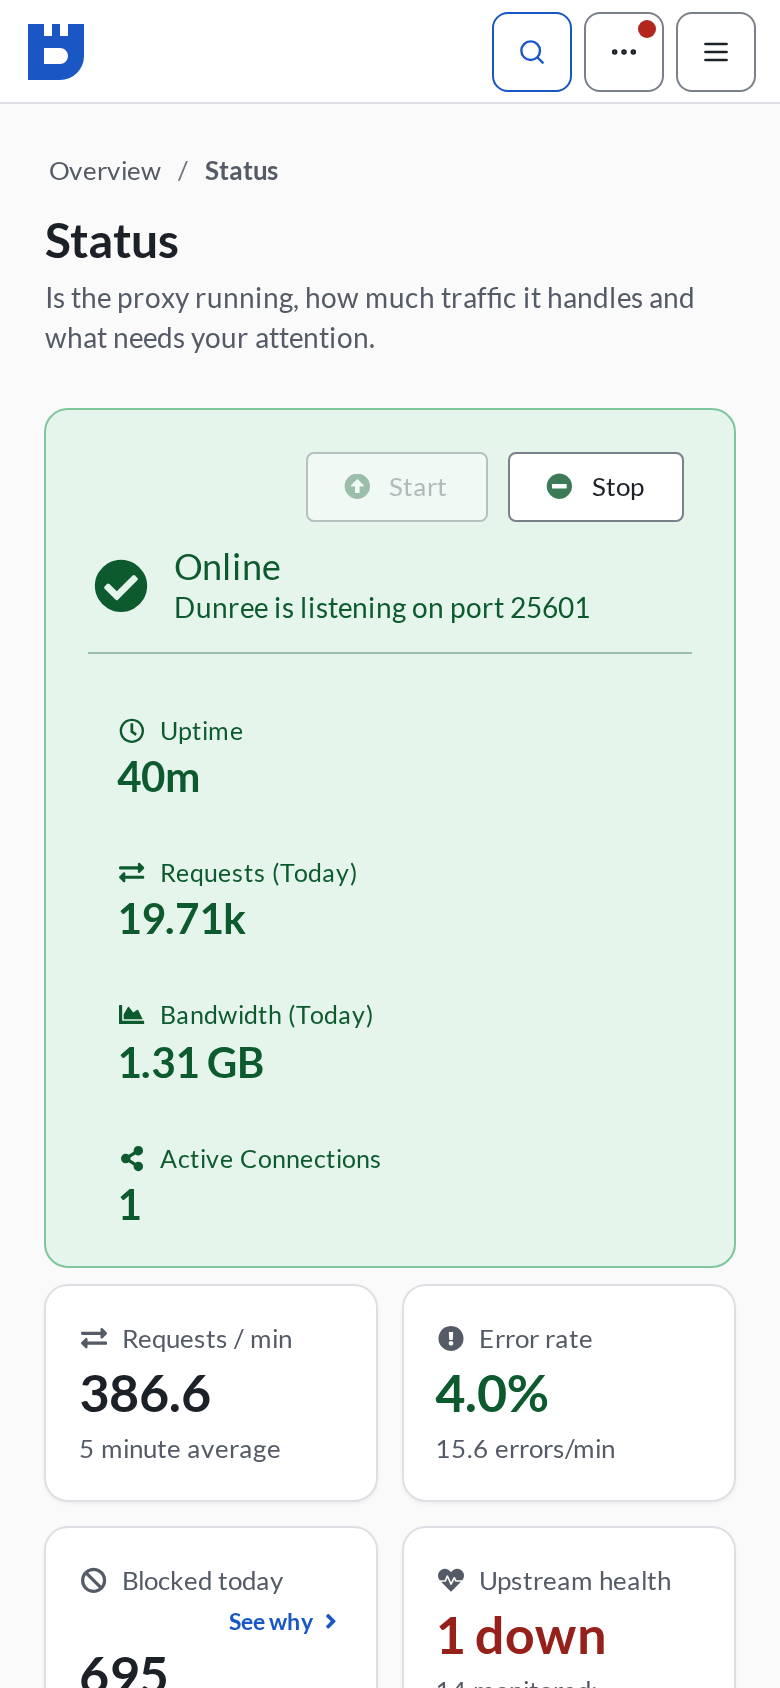 Overview / Status
Status
Is the proxy running, how much traffic it handles and
what needs your attention.
Start
Stop
Online
Dunree is listening on port 25601
Uptime
40m
Requests (Today)
19.71k
Bandwidth (Today)
1.31 GB
Active Connections
1
Requests / min
386.6
5 minute average
Error rate
4.0%
15.6 errors/min
Blocked today
See why
695
Upstream health
1 down
14 monitored